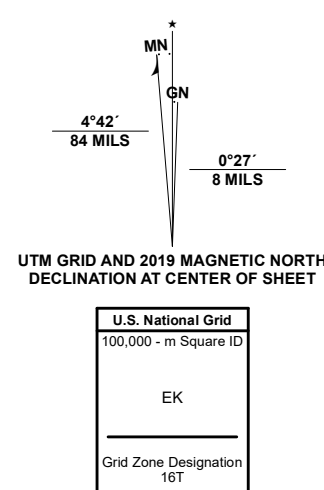 ★
MN
GN
4°42´
84 MILS
0°27´
8 MILS
UTM GRID AND 2019 MAGNETIC NORTH
DECLINATION AT CENTER OF SHEET
U.S. National Grid
100,000 - m Square ID
EK
Grid Zone Designation
16T